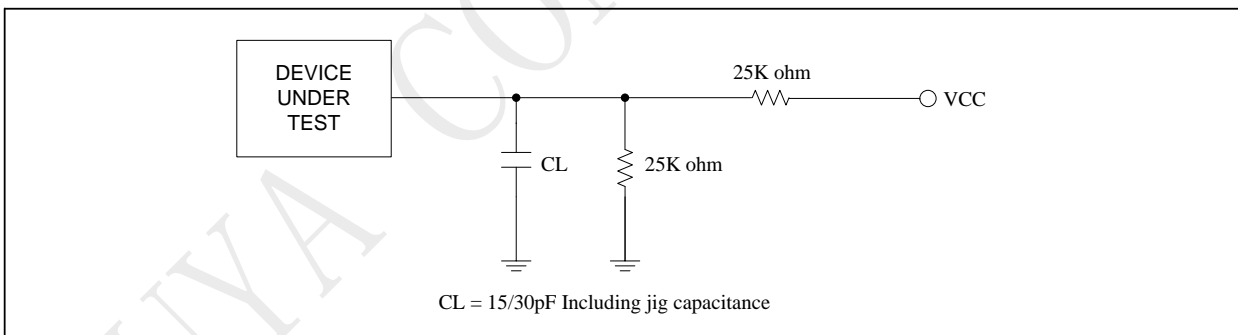 DEVICE
UNDER
TEST
25K ohm
VCC
CL
25K ohm
CL = 15/30pF Including jig capacitance